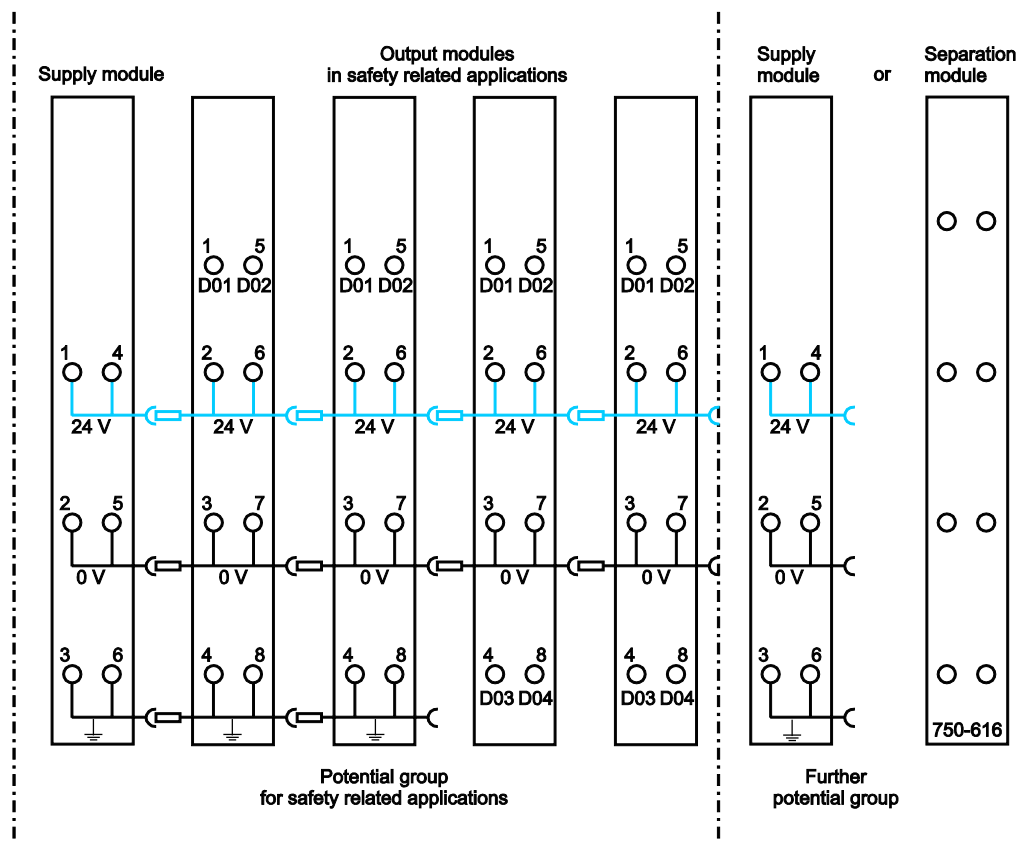 Supply module
Output modules
in safety related applications
Supply
module
or
Separation
module
1 5 1 5 1 5 1 5
D01 D02 D01 D02 D01 D02 D01 D02
1 4 2 6 2 6 2 6 2 6 1 4
24 V 24 V 24 V 24 V 24 V 24 V
2 5 3 7 3 7 3 7 3 7 2 5
0 V 0 V 0 V 0 V 0 V 0 V
3 6 4 8 4 8 4 8 4 8 3 6
D03 D04 D03 D04
750-616
Potential group
for safety related applications
Further
potential group